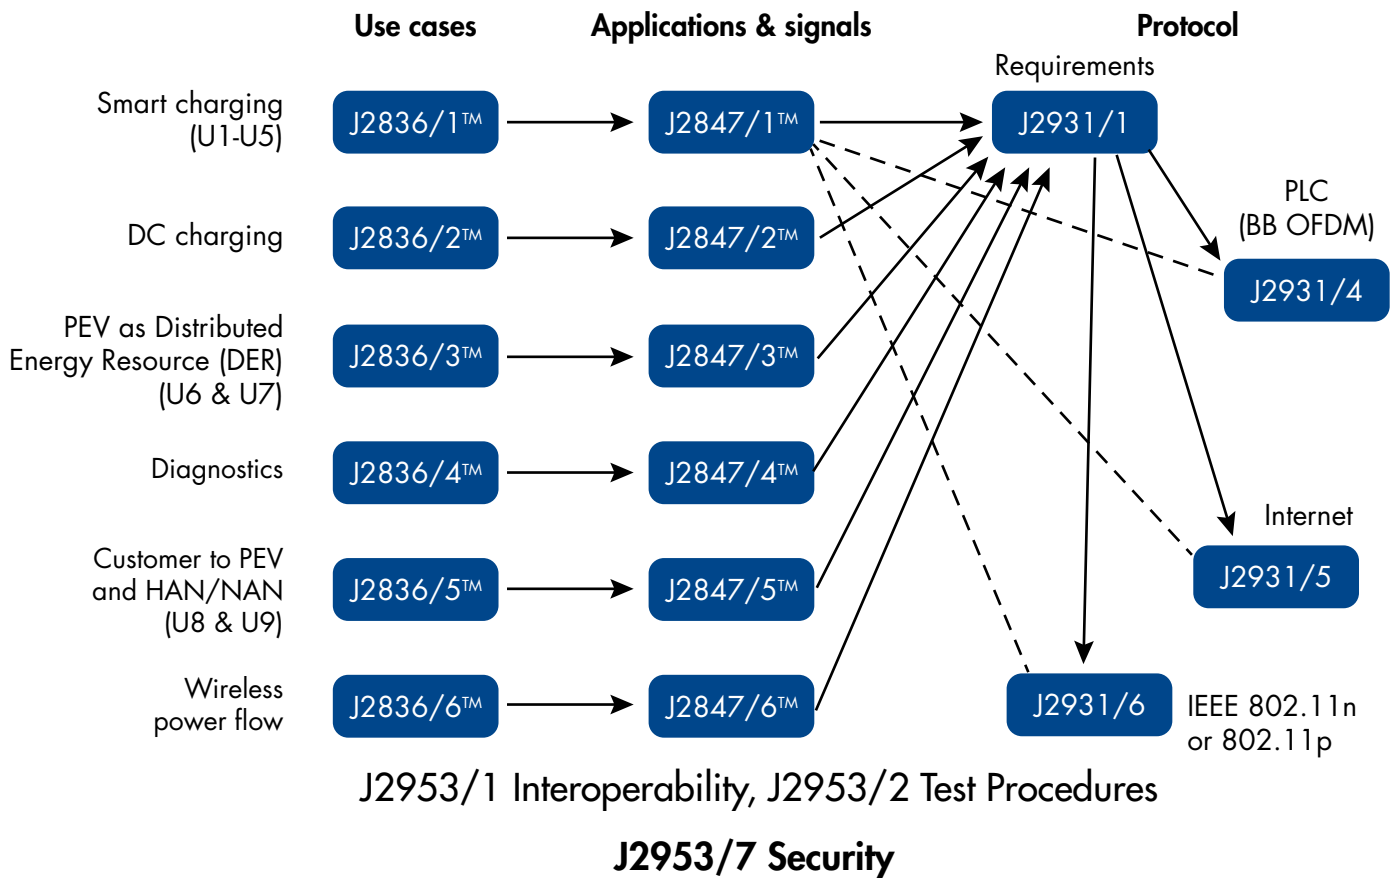 Use cases
Applications & signals
Protocol
Requirements
Smart charging
(U1-U5)
J2836/1™
J2847/1™
J2931/1
PLC
(BB OFDM)
DC charging
J2836/2™
J2847/2™
J2931/4
PEV as Distributed
Energy Resource (DER)
(U6 & U7)
J2836/3™
J2847/3™
Diagnostics
J2836/4™
J2847/4™
Internet
Customer to PEV
and HAN/NAN
(U8 & U9)
J2836/5™
J2847/5™
J2931/5
Wireless
power flow
J2836/6™
J2847/6™
J2931/6
IEEE 802.11n
or 802.11p
J2953/1 Interoperability, J2953/2 Test Procedures
J2953/7 Security